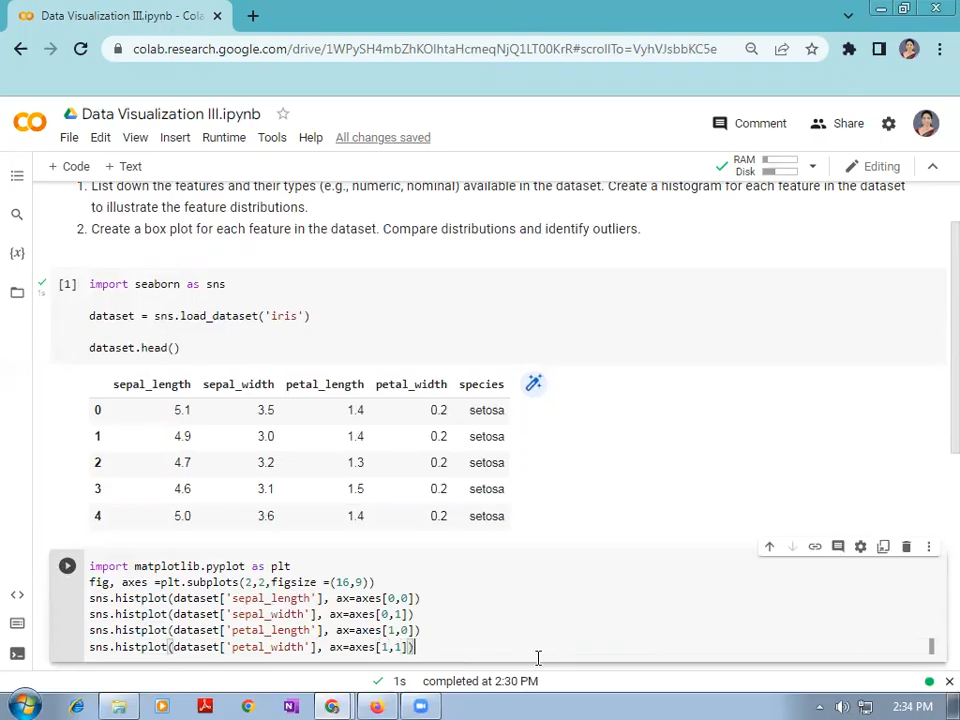 Data Visualization III.ipynb - Cola
colab.research.google.com/drive/1WPySH4mbZhKOlhtaHcmeqNjQ1LT00KrR#scrollTo=VyhVJsbbKC5e
Data Visualization III.ipynb
File Edit View Insert Runtime Tools Help All changes saved
Comment Share
+ Code + Text
RAM
Disk
Editing
1. List down the features and their types (e.g., numeric, nominal) available in the dataset. Create a histogram for each feature in the dataset
to illustrate the feature distributions.
2. Create a box plot for each feature in the dataset. Compare distributions and identify outliers.
[1] import seaborn as sns
1s
dataset = sns.load_dataset('iris')
dataset.head()
sepal_length sepal_width petal_length petal_width species
0 5.1 3.5 1.4 0.2 setosa
1 4.9 3.0 1.4 0.2 setosa
2 4.7 3.2 1.3 0.2 setosa
3 4.6 3.1 1.5 0.2 setosa
4 5.0 3.6 1.4 0.2 setosa
import matplotlib.pyplot as plt
fig, axes =plt.subplots(2,2,figsize =(16,9))
sns.histplot(dataset['sepal_length'], ax=axes[0,0])
sns.histplot(dataset['sepal_width'], ax=axes[0,1])
sns.histplot(dataset['petal_length'], ax=axes[1,0])
sns.histplot(dataset['petal_width'], ax=axes[1,1])
1s completed at 2:30 PM
2:34 PM